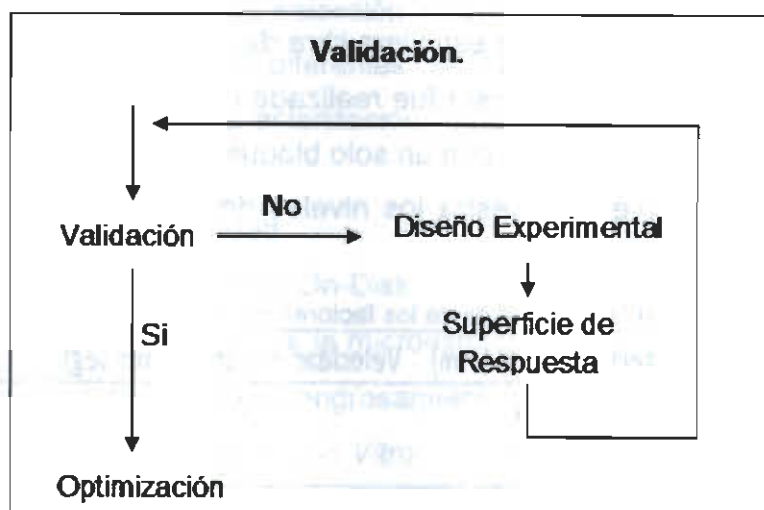 Validación.
No
Validación
Diseño Experimental
Si
Superficie de
Respuesta
Optimización